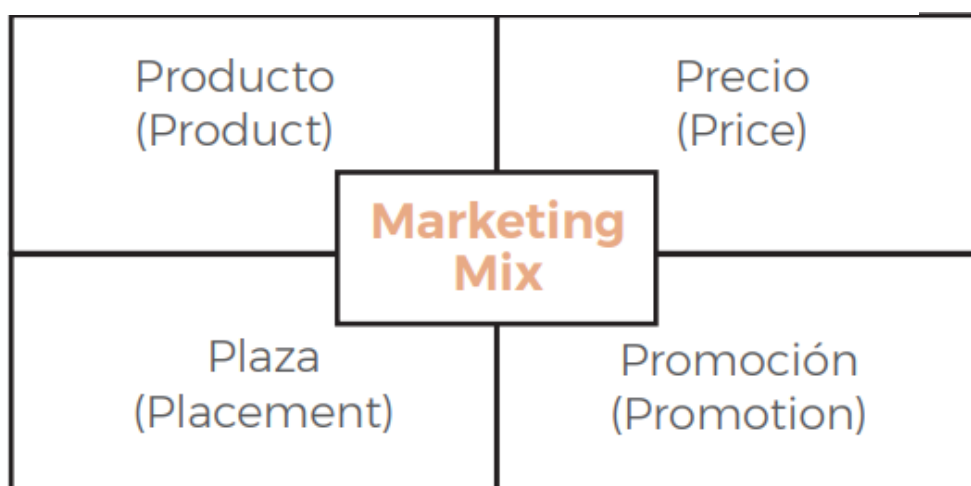 Producto
(Product)
Precio
(Price)
Marketing
Mix
Plaza
(Placement)
Promoción
(Promotion)